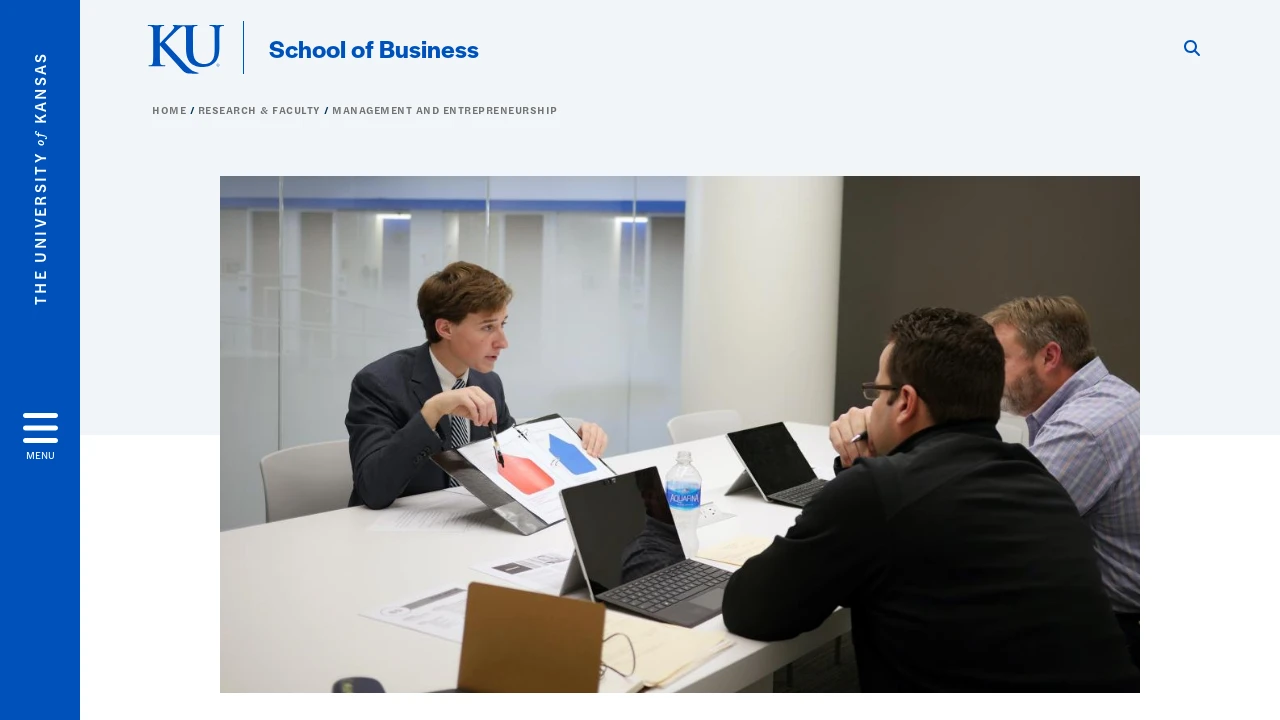 THE UNIVERSITY of KANSAS
MENU
KU
School of Business
HOME / RESEARCH & FACULTY / MANAGEMENT AND ENTREPRENEURSHIP
AQUAFINA